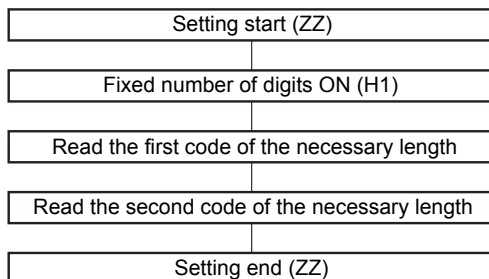 Setting start (ZZ)
Fixed number of digits ON (H1)
Read the first code of the necessary length
Read the second code of the necessary length
Setting end (ZZ)